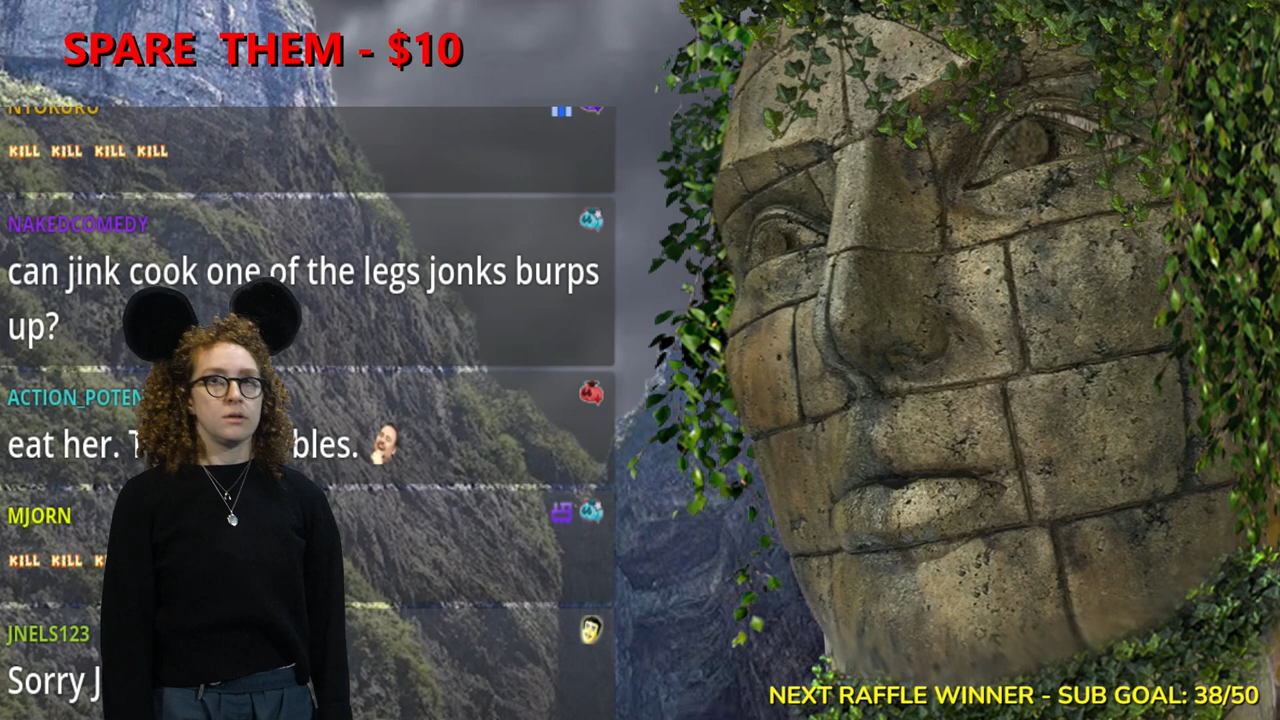 SPARE THEM - $10
NYOKORO
KILL KILL KILL KILL
NAKEDCOMEDY
can jink cook one of the legs jonks burps
up?
ACTION_POTEN
eat her. bles.
MJORN
KILL KILL
JNELS123
Sorry J
NEXT RAFFLE WINNER - SUB GOAL: 38/50